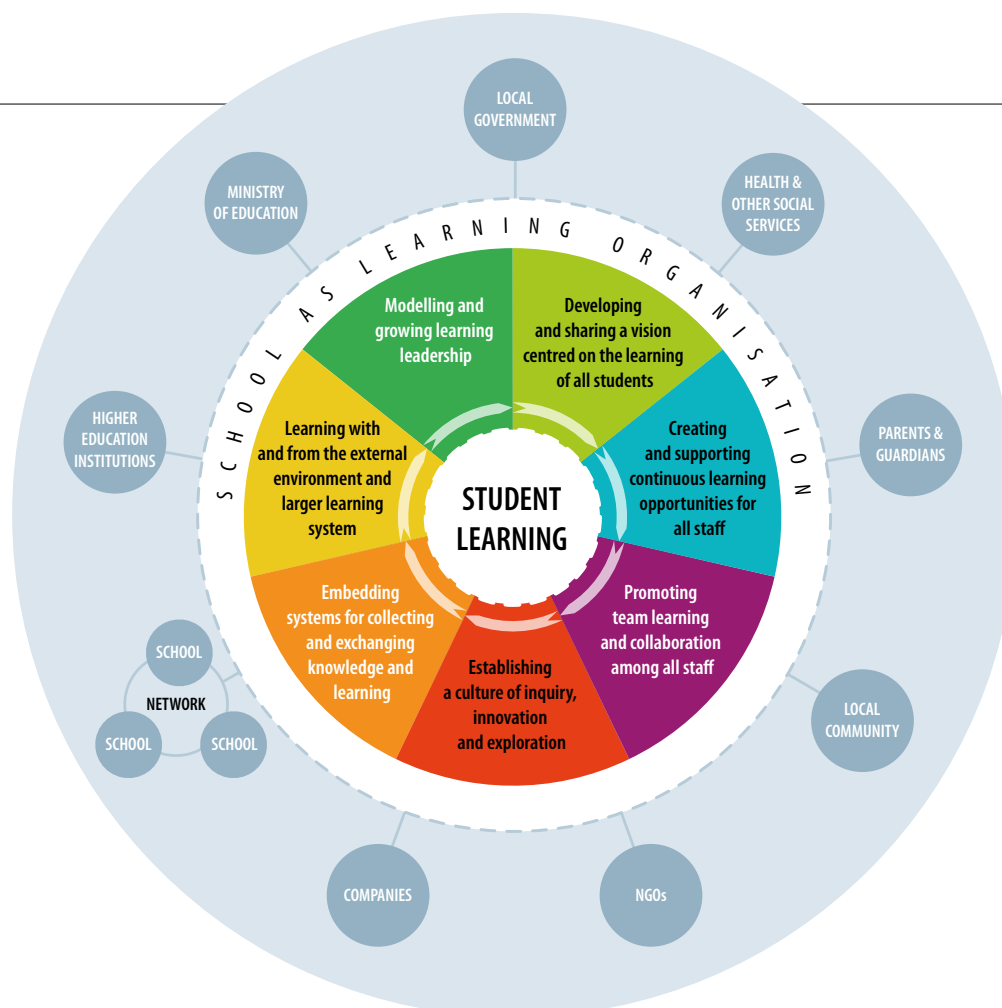 LOCAL
GOVERNMENT
HEALTH &
OTHER SOCIAL
SERVICES
MINISTRY
OF EDUCATION
SCHOOL AS LEARNING ORGANISATION
Modelling and
growing learning
leadership
Developing
and sharing a vision
centred on the learning
of all students
Learning with
and from the external
environment and
larger learning
system
Creating
and supporting
continuous learning
opportunities for
all staff
HIGHER
EDUCATION
INSTITUTIONS
PARENTS &
GUARDIANS
STUDENT
LEARNING
Embedding
systems for collecting
and exchanging
knowledge and
learning
Promoting
team learning
and collaboration
among all staff
Establishing
a culture of inquiry,
innovation
and exploration
SCHOOL
NETWORK
SCHOOL
SCHOOL
LOCAL
COMMUNITY
COMPANIES
NGOs